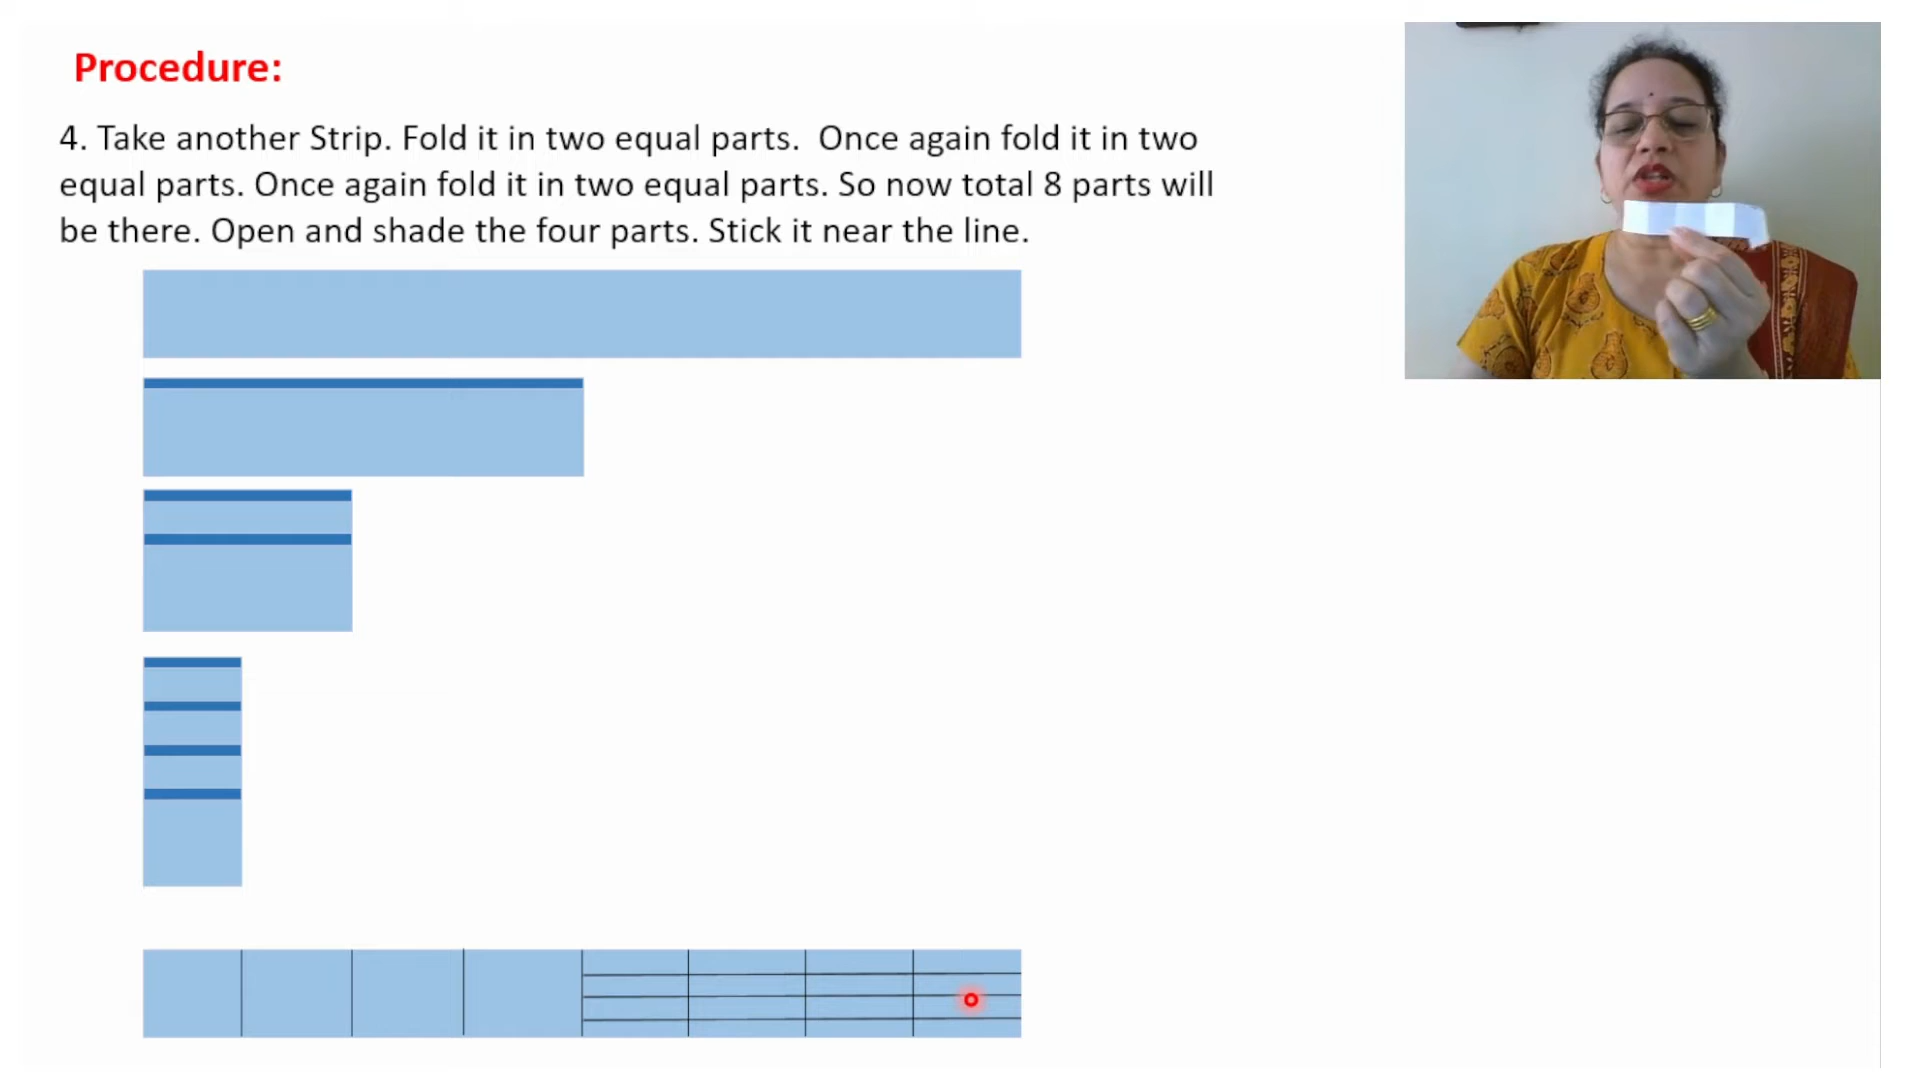 Procedure:
4. Take another Strip. Fold it in two equal parts. Once again fold it in two
equal parts. Once again fold it in two equal parts. So now total 8 parts will
be there. Open and shade the four parts. Stick it near the line.